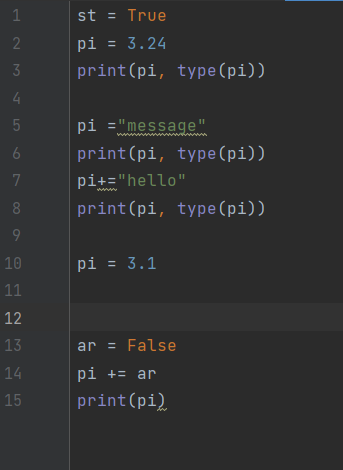 1 st = True
2 pi = 3.24
3 print(pi, type(pi))
4
5 pi ="message"
6 print(pi, type(pi))
7 pi+="hello"
8 print(pi, type(pi))
9
10 pi = 3.1
11
12
13 ar = False
14 pi += ar
15 print(pi)